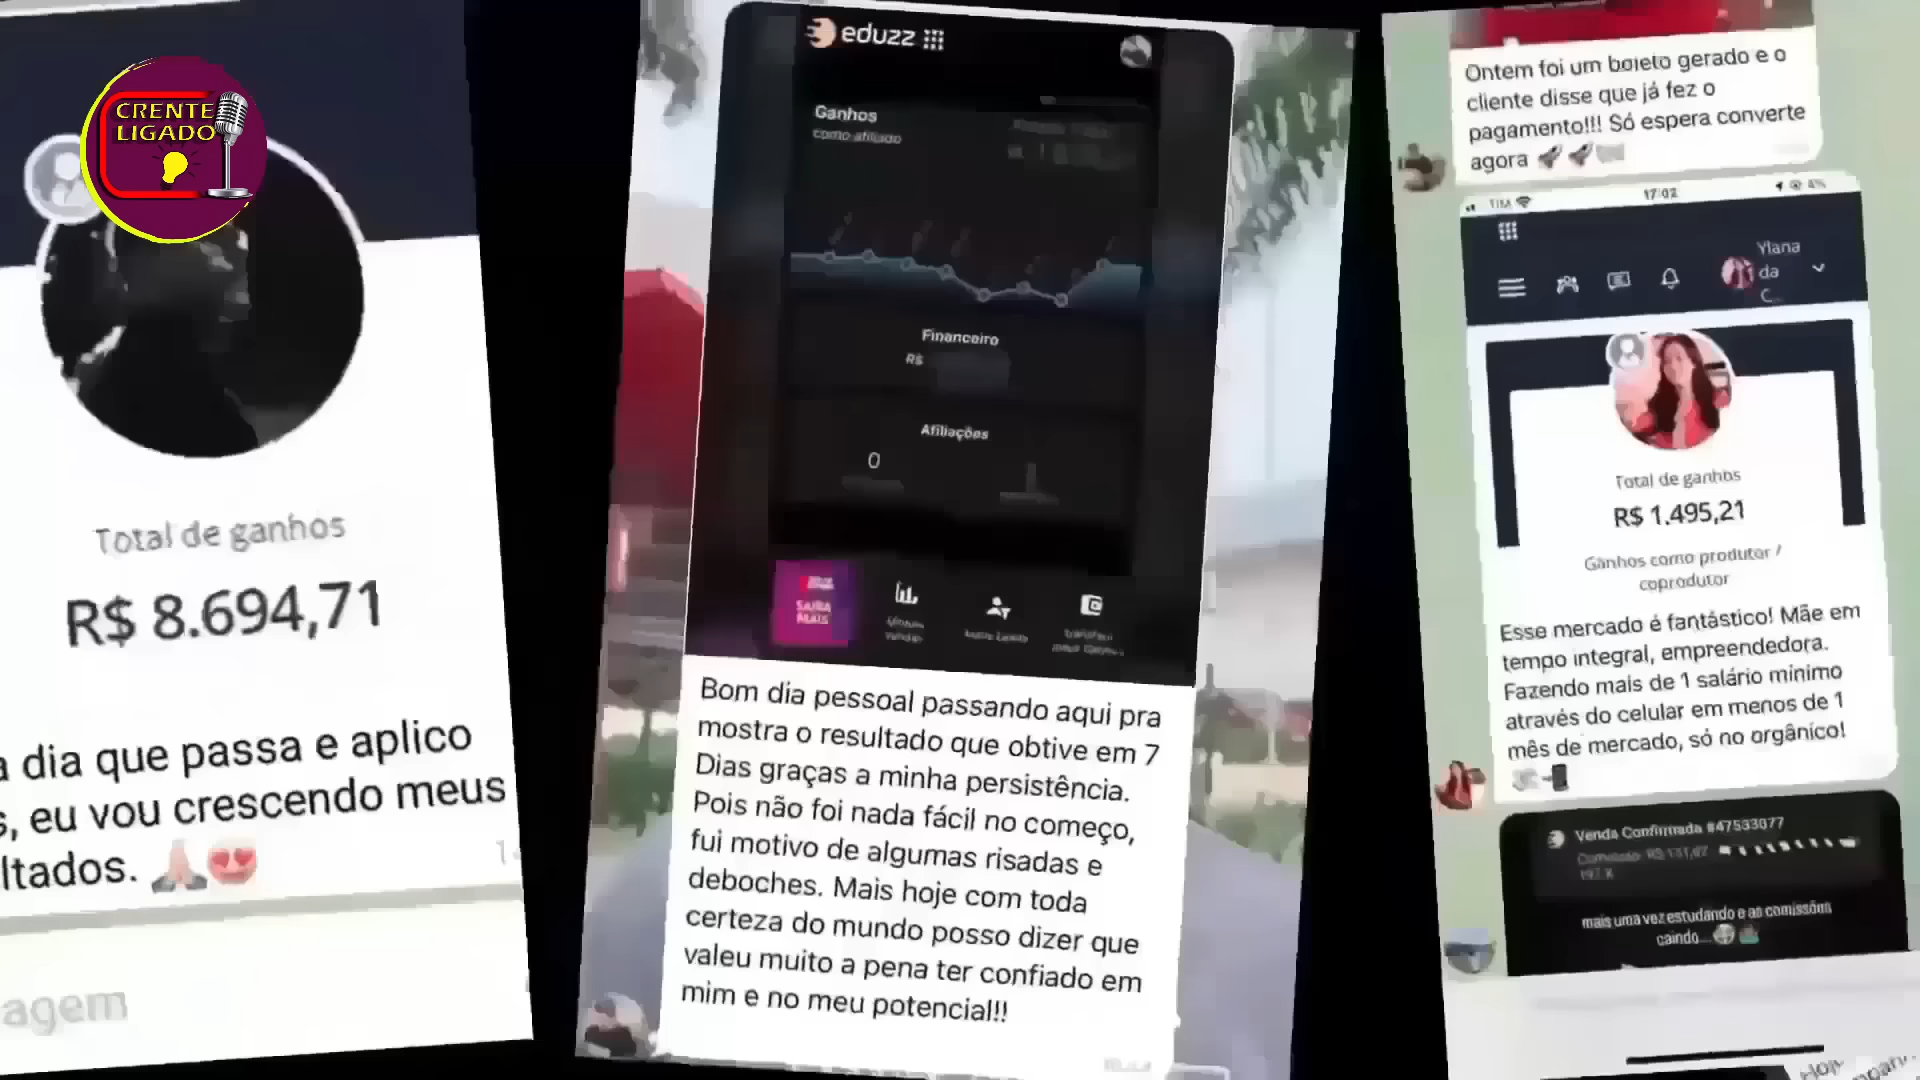 CRENTE
LIGADO
Total de ganhos
R$ 8.694,71
a dia que passa e aplico
s, eu vou crescendo meus
ltados.
agem
eduzz
Ganhos
como afiliado
Financeiro
R$
Afiliações
0
SAIBA
MAIS
Bom dia pessoal passando aqui pra
mostra o resultado que obtive em 7
Dias graças a minha persistência.
Pois não foi nada fácil no começo,
fui motivo de algumas risadas e
deboches. Mais hoje com toda
certeza do mundo posso dizer que
valeu muito a pena ter confiado em
mim e no meu potencial!!
Ontem foi um boleto gerado e o
cliente disse que já fez o
pagamento!!! Só espera converte
agora
TIM
17:02
4%
Ylana
da
C...
Total de ganhos
R$ 1.495,21
Ganhos como produtor /
coprodutor
Esse mercado é fantástico! Mãe em
tempo integral, empreendedora.
Fazendo mais de 1 salário mínimo
através do celular em menos de 1
mês de mercado, só no orgânico!
Venda Confirmada #47533077
mais uma vez estudando e as comissões
caindo...